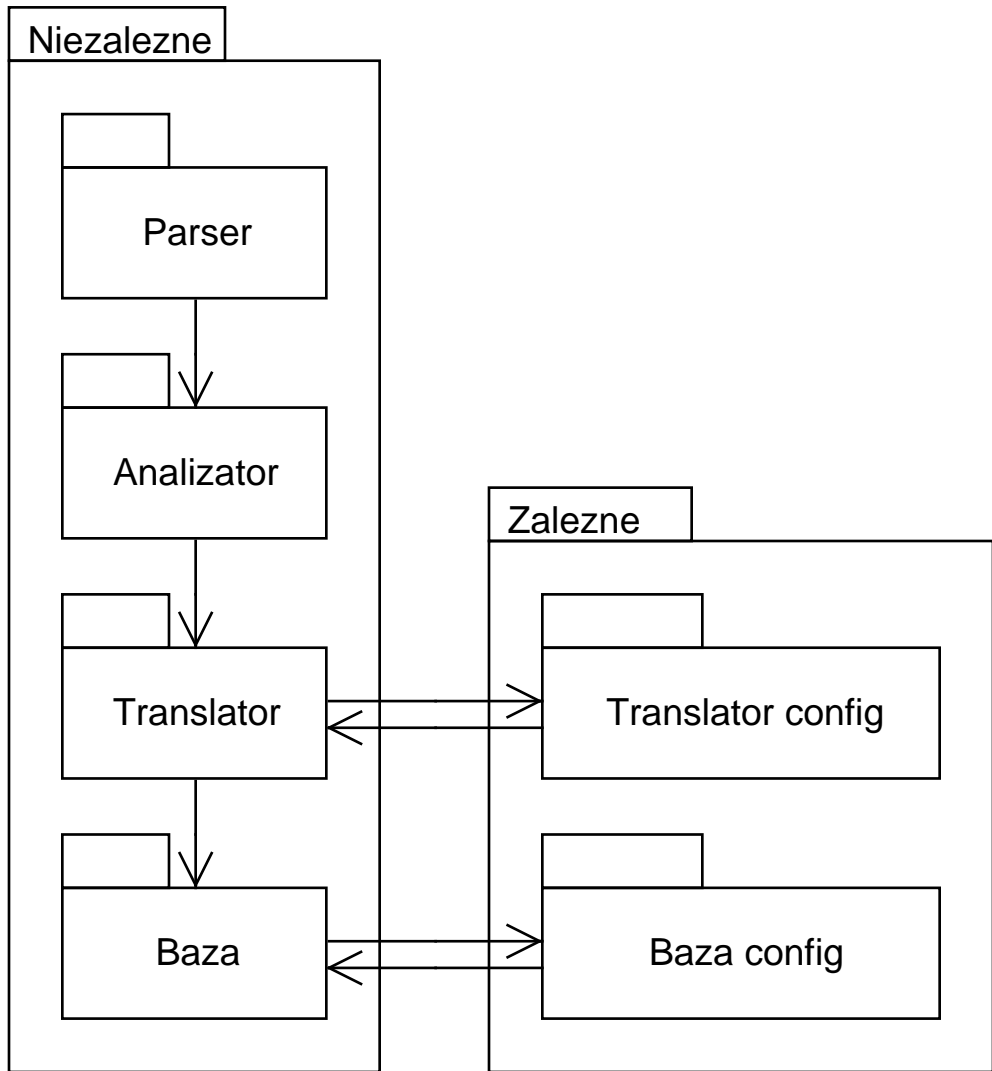 Niezalezne
Parser
Analizator
Zalezne
Translator
Translator config
Baza
Baza config